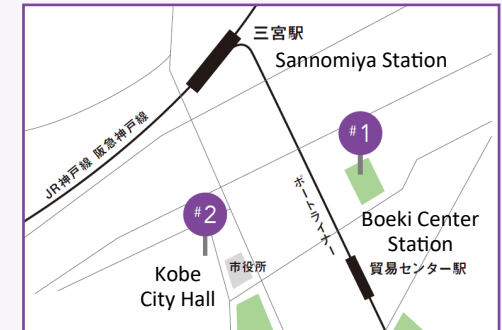 三宮駅
Sannomiya Station
JR神戸線 阪急神戸線
#1
ポートライナー
#2
Boeki Center
Station
貿易センター駅
市役所
Kobe
City Hall